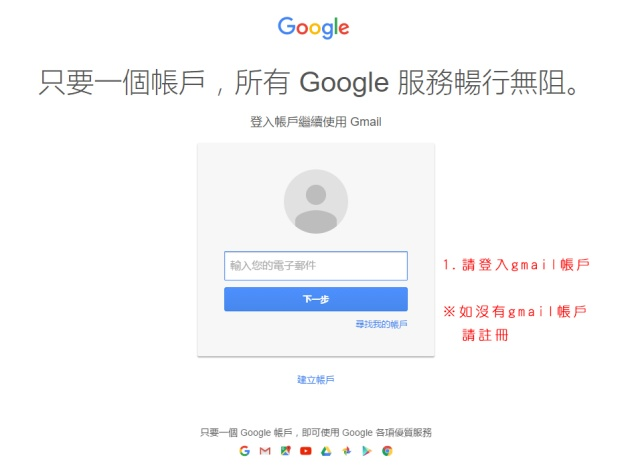 Google
只要一個帳戶，所有 Google 服務暢行無阻。
登入帳戶繼續使用 Gmail
輸入您的電子郵件
下一步
尋找我的帳戶
1. 請登入gmail帳戶
※如沒有gmail帳戶
請註冊
建立帳戶
只要一個 Google 帳戶，即可使用 Google 各項優質服務